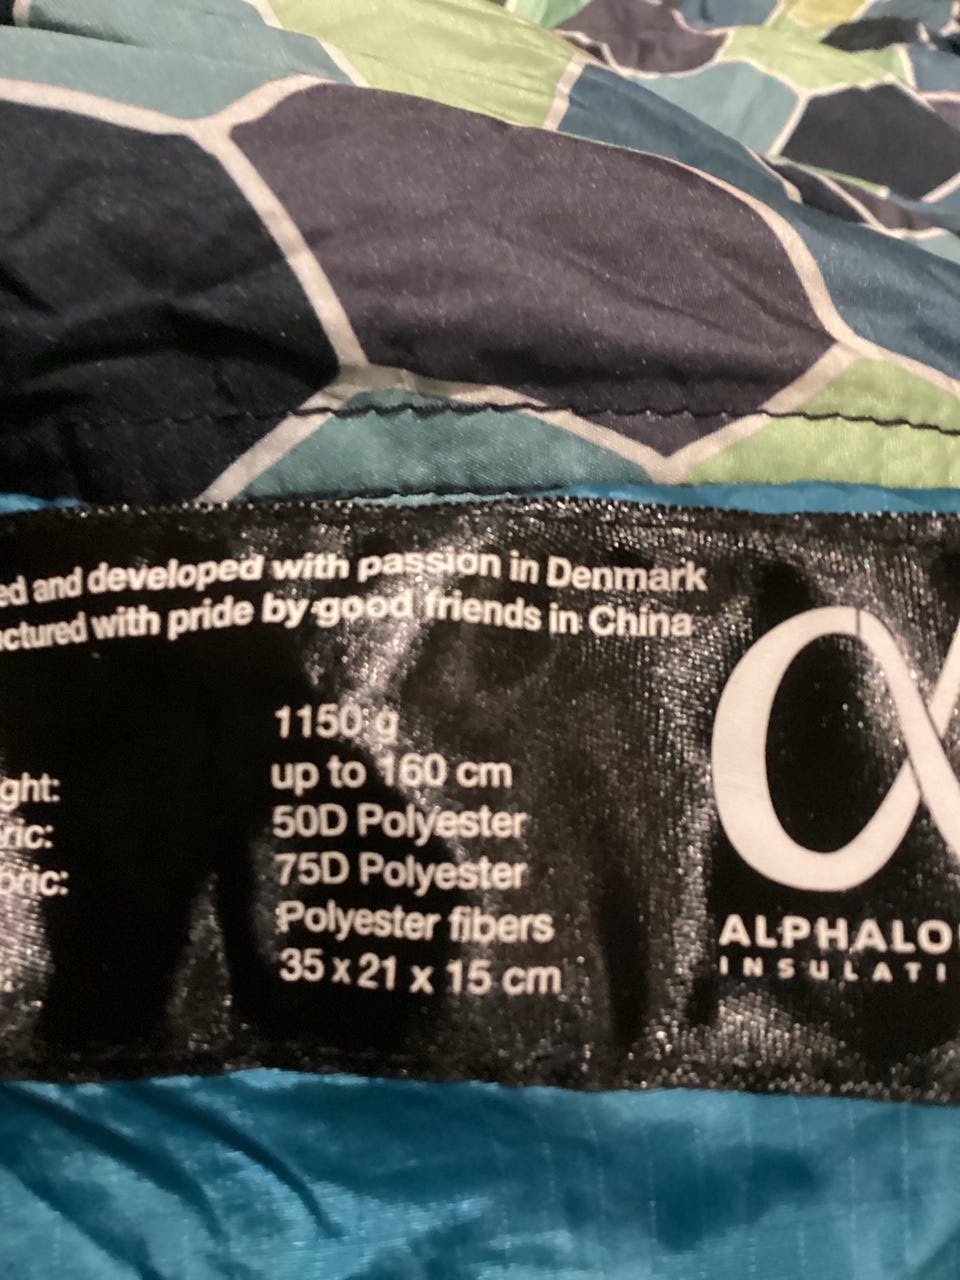 ed and developed with passion in Denmark
ctured with pride by good friends in China
1150 g
ght: up to 160 cm
ric: 50D Polyester
bric: 75D Polyester
Polyester fibers
35 x 21 x 15 cm
α
ALPHALO
INSULATI